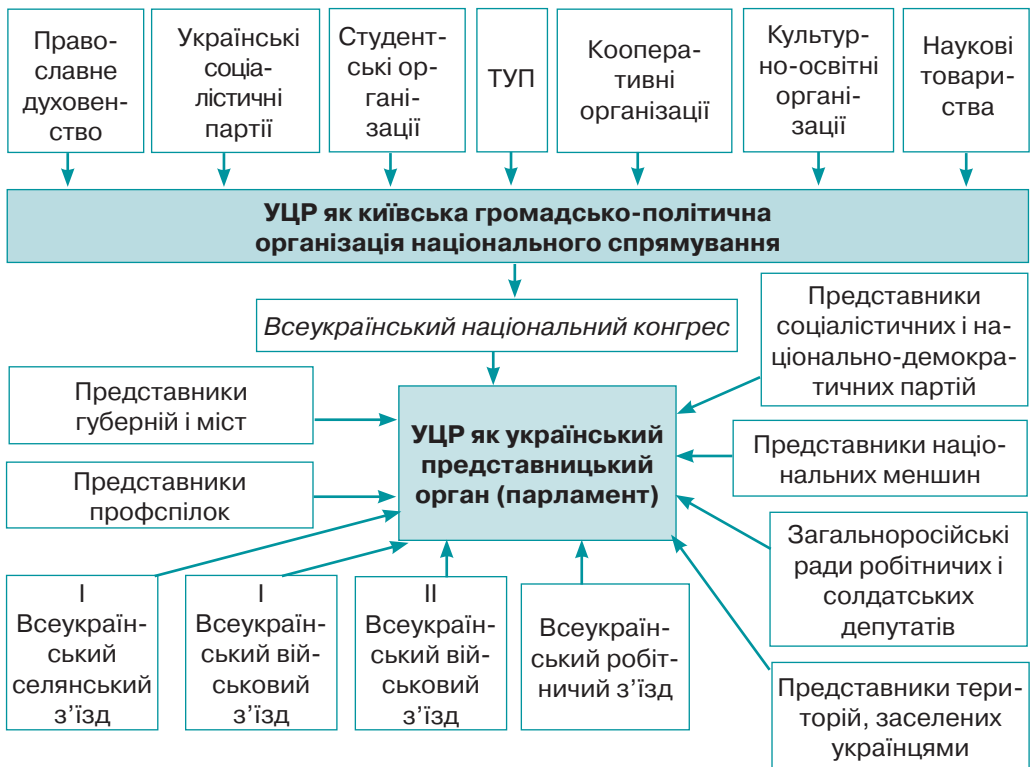 Право-
славне
духовен-
ство
Українські
соціа-
лістичні
партії
Студент-
ські ор-
гані-
зації
ТУП
Коопера-
тивні
організації
Культур-
но-освітні
органі-
зації
Наукові
товари-
ства
УЦР як київська громадсько-політична
організація національного спрямування
Всеукраїнський національний конгрес
Представники
соціалістичних і на-
ціонально-демокра-
тичних партій
Представники
губерній і міст
УЦР як український
представницький
орган (парламент)
Представники націо-
нальних меншин
Представники
профспілок
Загальноросійські
ради робітничих і
солдатських
депутатів
І
Всеукраїн-
ський
селянський
з’їзд
І
Всеукраїн-
ський вій-
ськовий
з’їзд
ІІ
Всеукраїн-
ський вій-
ськовий
з’їзд
Всеукраїн-
ський робіт-
ничий з’їзд
Представники тери-
торій, заселених
українцями